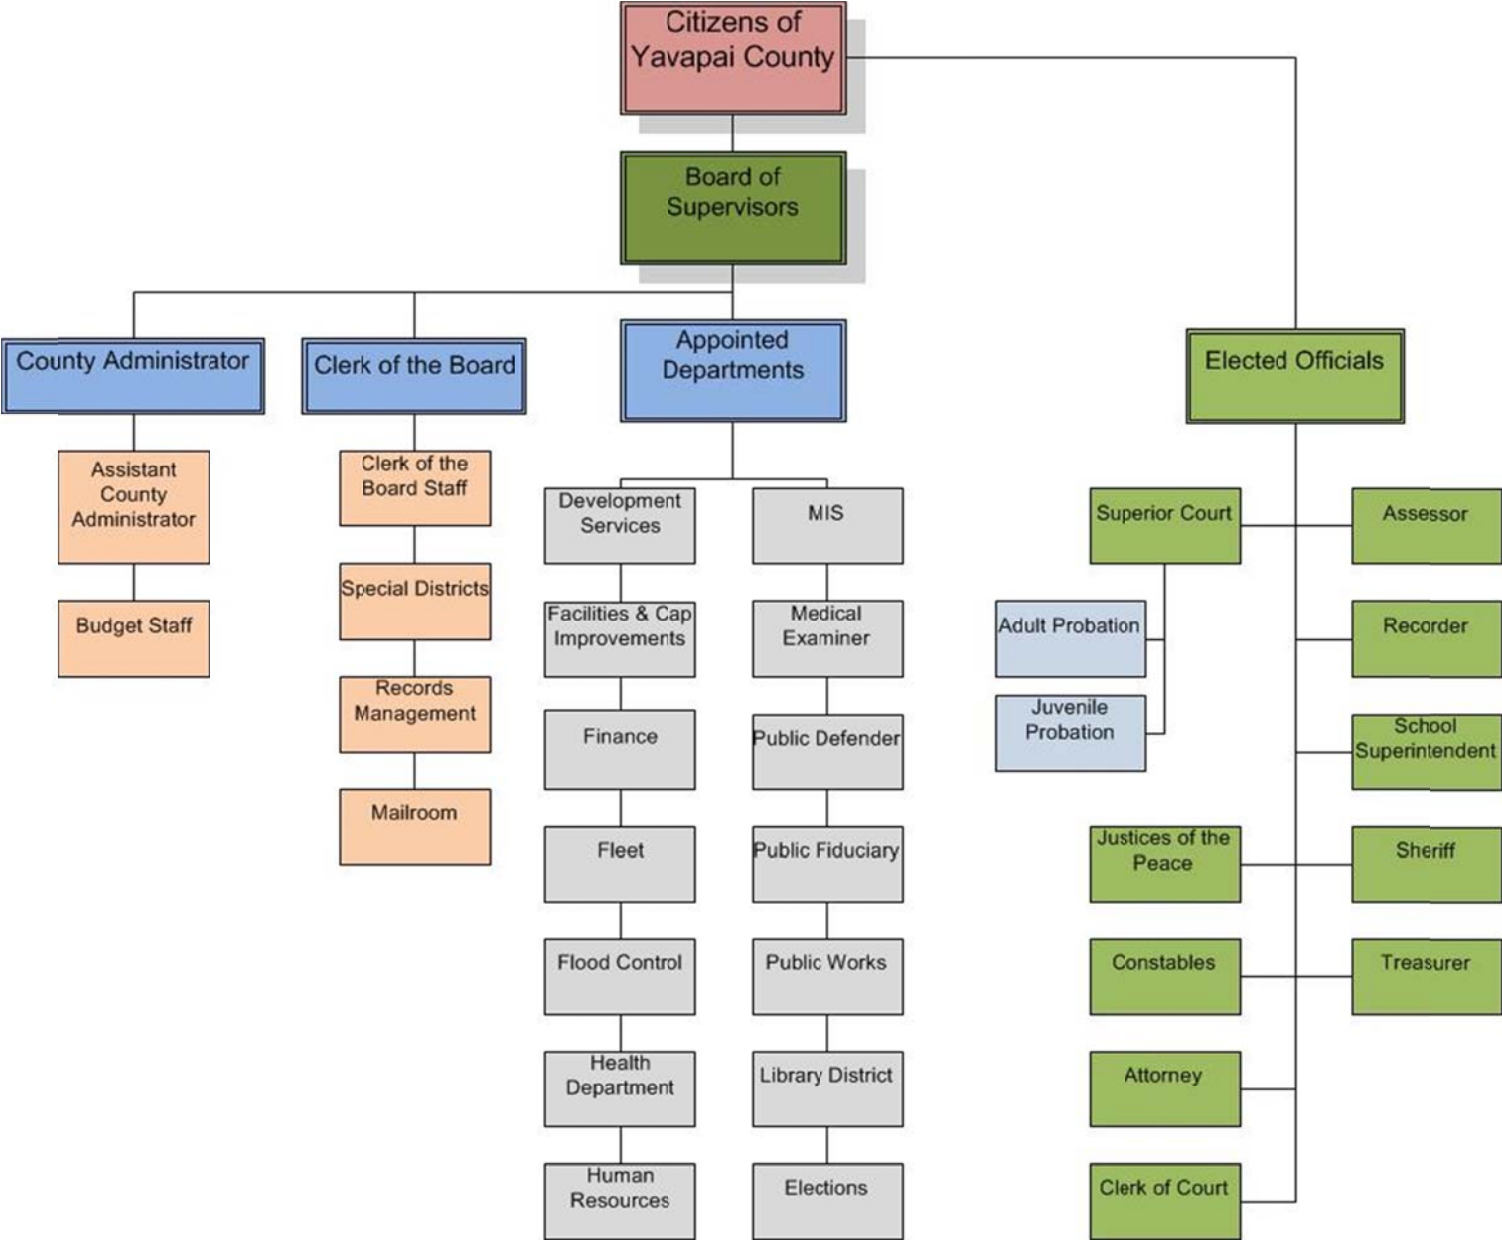 Citizens of
Yavapai County
Board of
Supervisors
County Administrator
Clerk of the Board
Appointed
Departments
Elected Officials
Assistant
County
Administrator
Budget Staff
Clerk of the
Board Staff
Special Districts
Records
Management
Mailroom
Development
Services
Facilities & Cap
Improvements
Finance
Fleet
Flood Control
Health
Department
Human
Resources
MIS
Medical
Examiner
Public Defender
Public Fiduciary
Public Works
Library District
Elections
Superior Court
Adult Probation
Juvenile
Probation
Justices of the
Peace
Constables
Attorney
Clerk of Court
Assessor
Recorder
School
Superintendent
Sheriff
Treasurer